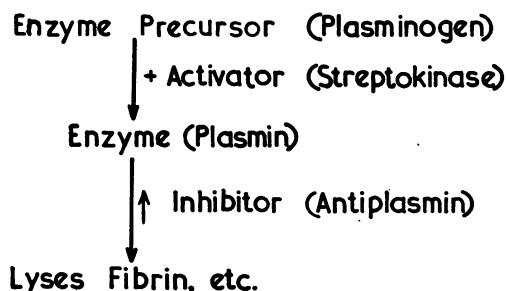 Enzyme Precursor (Plasminogen)
+ Activator (Streptokinase)
Enzyme (Plasmin)
↑ Inhibitor (Antiplasmin)
Lyses Fibrin, etc.